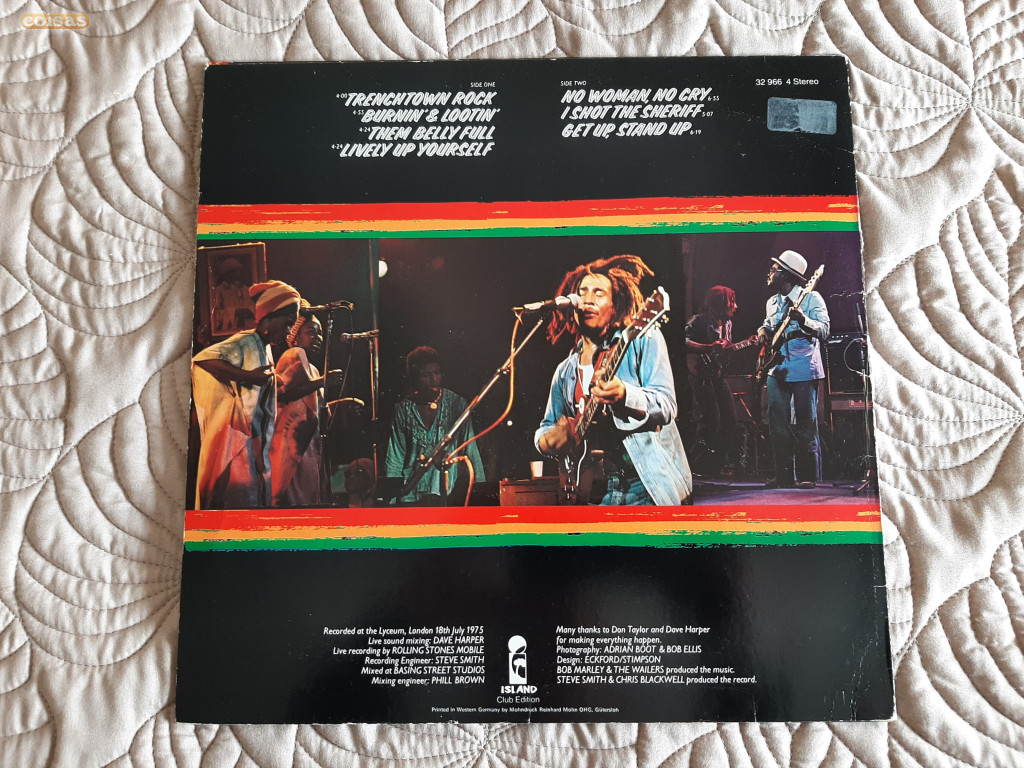 coisas
SIDE ONE
4·00 TRENCHTOWN ROCK
4·55 BURNIN' & LOOTIN'
4·24 THEM BELLY FULL
4·24 LIVELY UP YOURSELF
SIDE TWO
NO WOMAN, NO CRY 6·55
I SHOT THE SHERIFF 5·07
GET UP, STAND UP 6·19
32 966 4 Stereo
Recorded at the Lyceum, London 18th July 1975
Live sound mixing: DAVE HARPER
Live recording by ROLLING STONES MOBILE
Recording Engineer: STEVE SMITH
Mixed at BASING STREET STUDIOS
Mixing engineer: PHILL BROWN
ISLAND
Club Edition
Many thanks to Don Taylor and Dave Harper
for making everything happen.
Photography: ADRIAN BOOT & BOB ELLIS
Design: ECKFORD/STIMPSON
BOB MARLEY & THE WAILERS produced the music.
STEVE SMITH & CHRIS BLACKWELL produced the record.
Printed in Western Germany by Mohndruck Reinhard Mohn OHG, Gütersloh